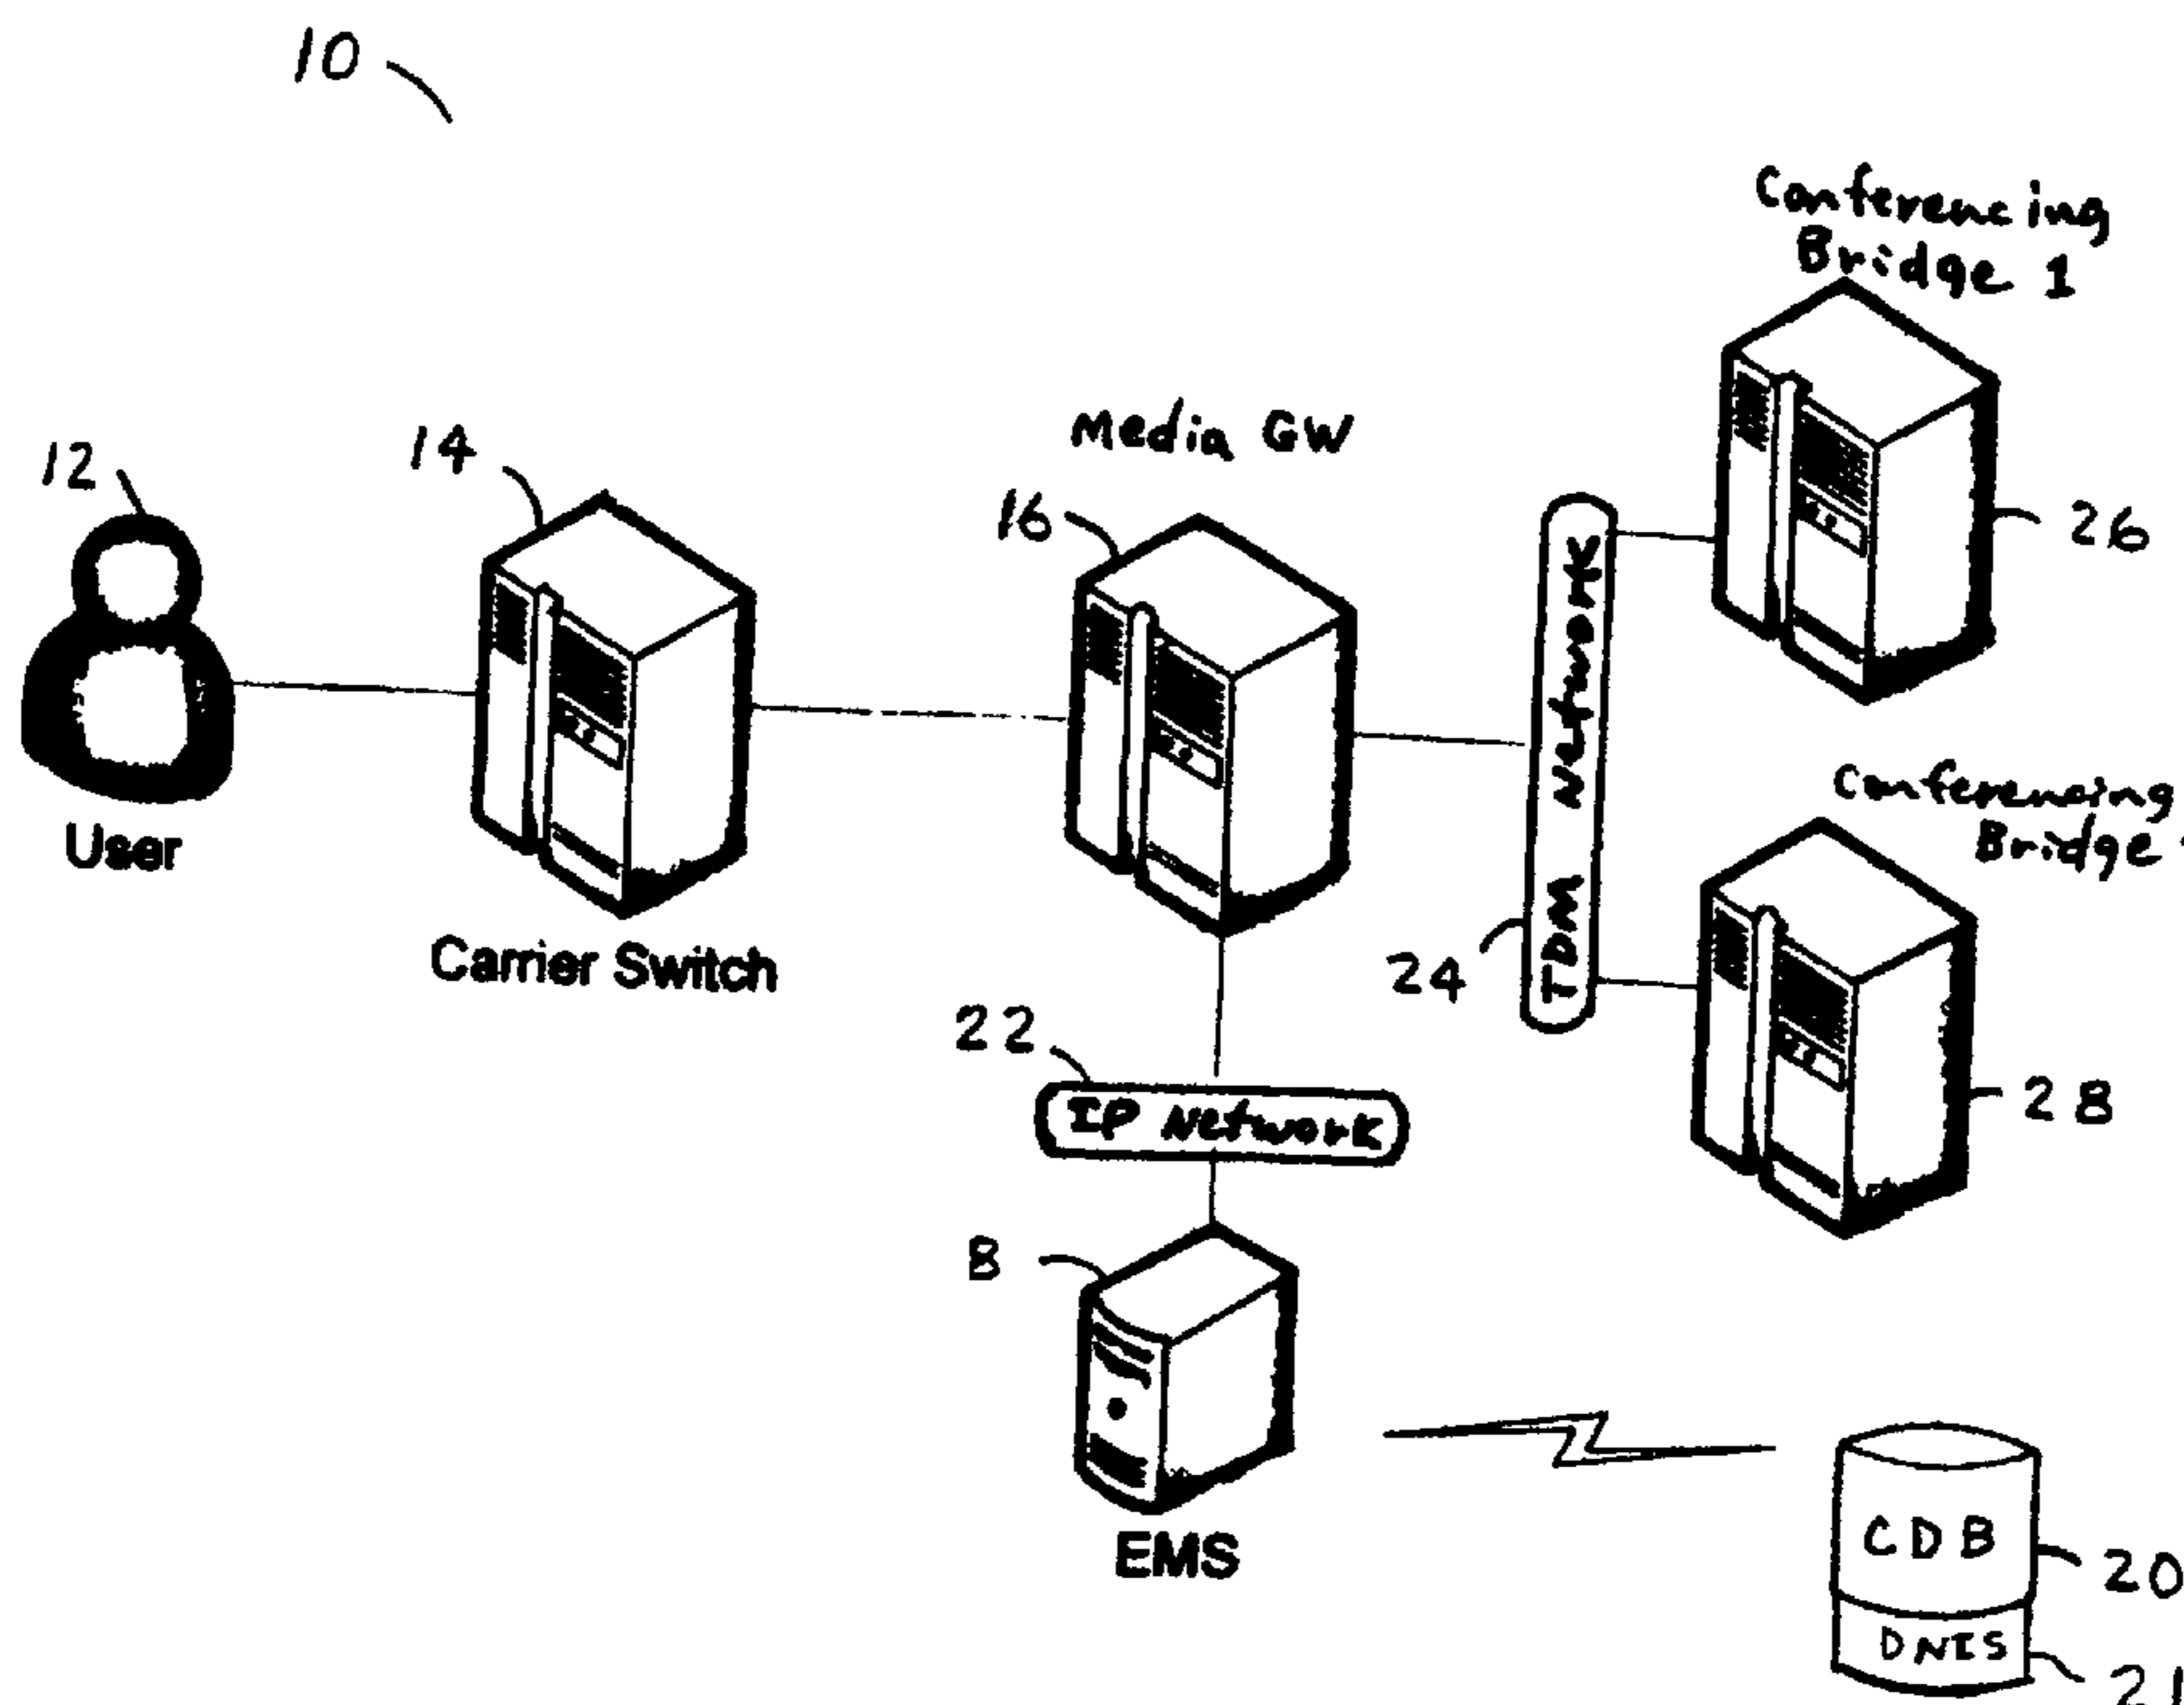 10
Conferencing
Bridge 1
Media GW
14
12
16
26
TDM Network
User
Conferencing
Bridge
Carrier Switch
24
22
IP Network
28
8
EMS
CDB
20
DNIS
21